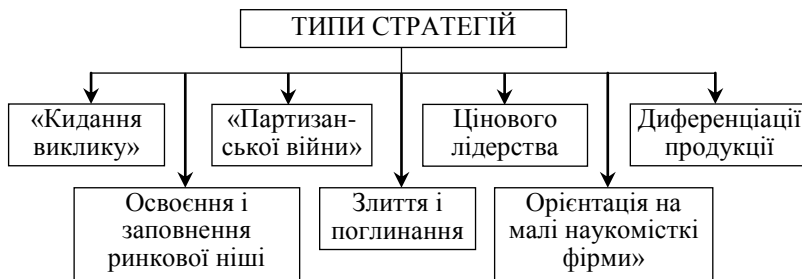 ТИПИ СТРАТЕГІЙ
«Кидання
виклику»
«Партизан-
ської війни»
Цінового
лідерства
Диференціації
продукції
Освоєння і
заповнення
ринкової ніші
Злиття і
поглинання
Орієнтація на
малі наукомісткі
фірми»